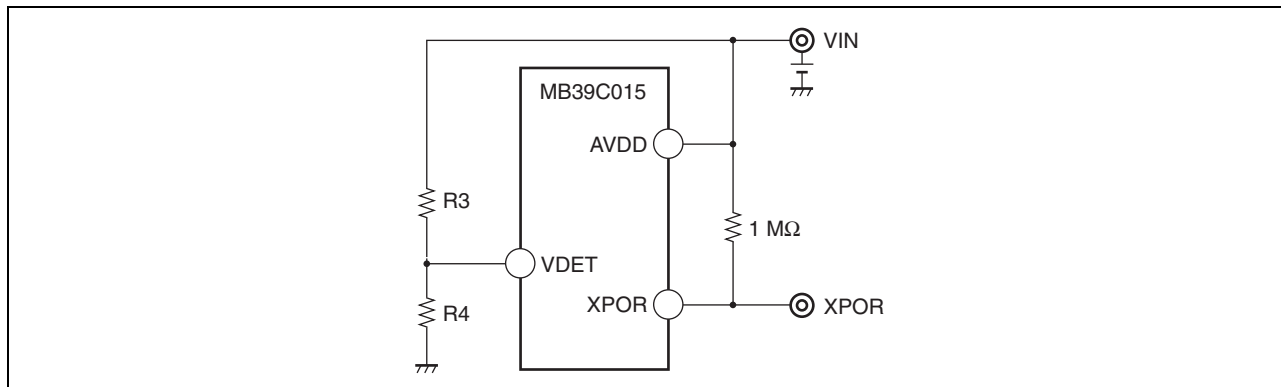 VIN
MB39C015
AVDD
R3
1 MΩ
VDET
XPOR
XPOR
R4